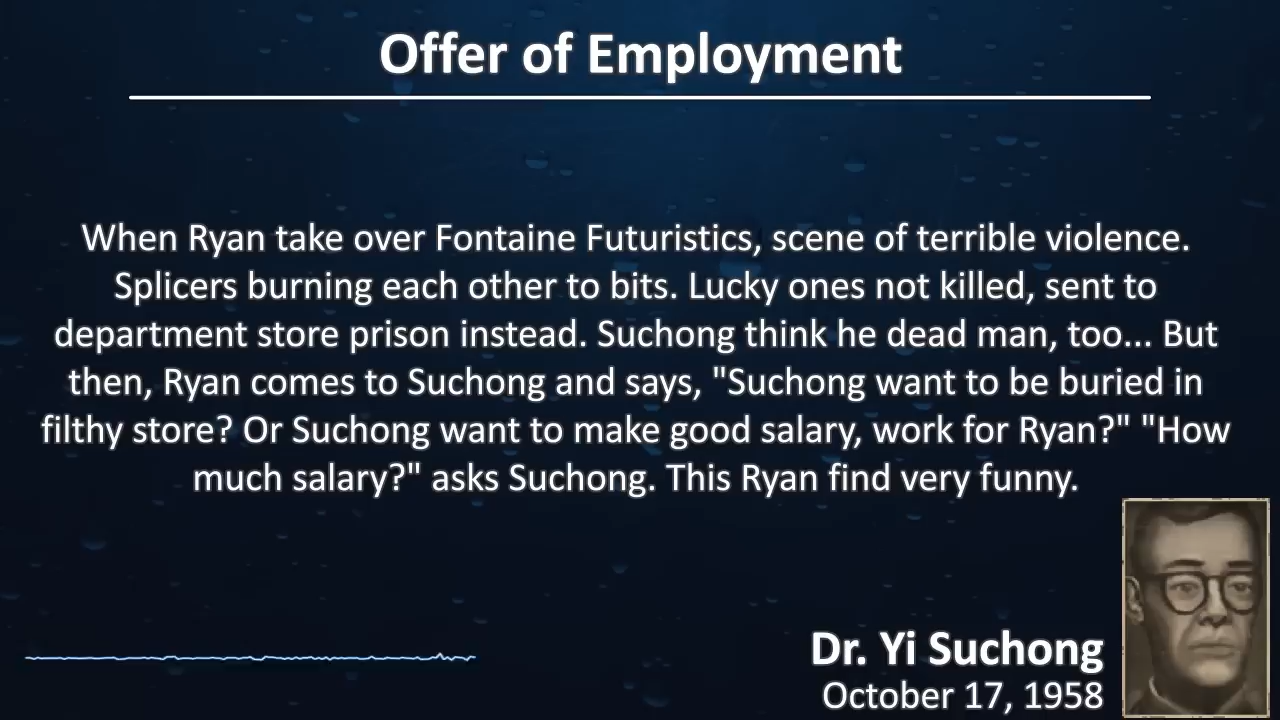 Offer of Employment
When Ryan take over Fontaine Futuristics, scene of terrible violence.
Splicers burning each other to bits. Lucky ones not killed, sent to
department store prison instead. Suchong think he dead man, too... But
then, Ryan comes to Suchong and says, "Suchong want to be buried in
filthy store? Or Suchong want to make good salary, work for Ryan?" "How
much salary?" asks Suchong. This Ryan find very funny.
Dr. Yi Suchong
October 17, 1958